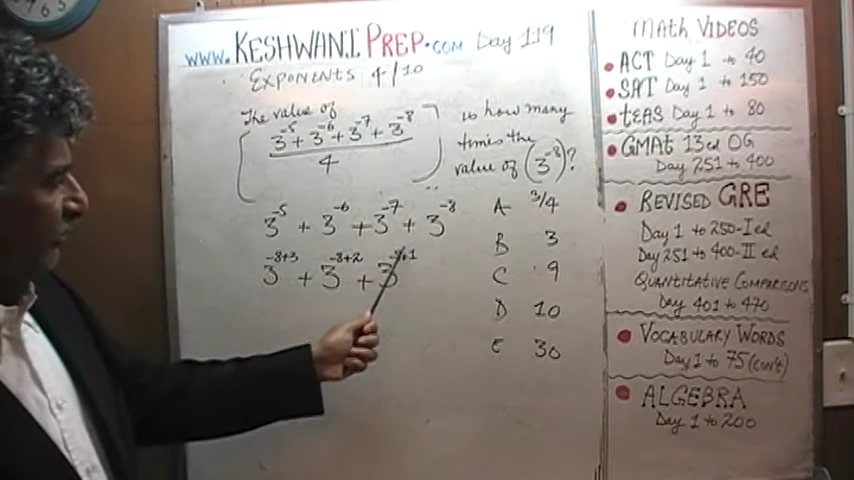 www.KESHWANIPREP.COM Day 119
EXPONENTS 4/10
The value of
[3^-5 + 3^-6 + 3^-7 + 3^-8
4 ]
is how many
times the
value of (3^-8)?
3^-5 + 3^-6 + 3^-7 + 3^-8
3^-8+3 + 3^-8+2 + 3^-8+1
A 3/4
B 3
C 9
D 10
E 30
MATH VIDEOS
ACT Day 1 to 40
SAT Day 1 to 150
tEAS Day 1 to 80
GMAt 13ed OG
Day 251 to 400
REVISED GRE
Day 1 to 250-I ed
Day 251 to 400-II ed
QUANTITATIVE COMPARISONS
Day 401 to 470
VOCABULARY WORDS
Day 1 to 75 (con't)
ALGEBRA
Day 1 to 200